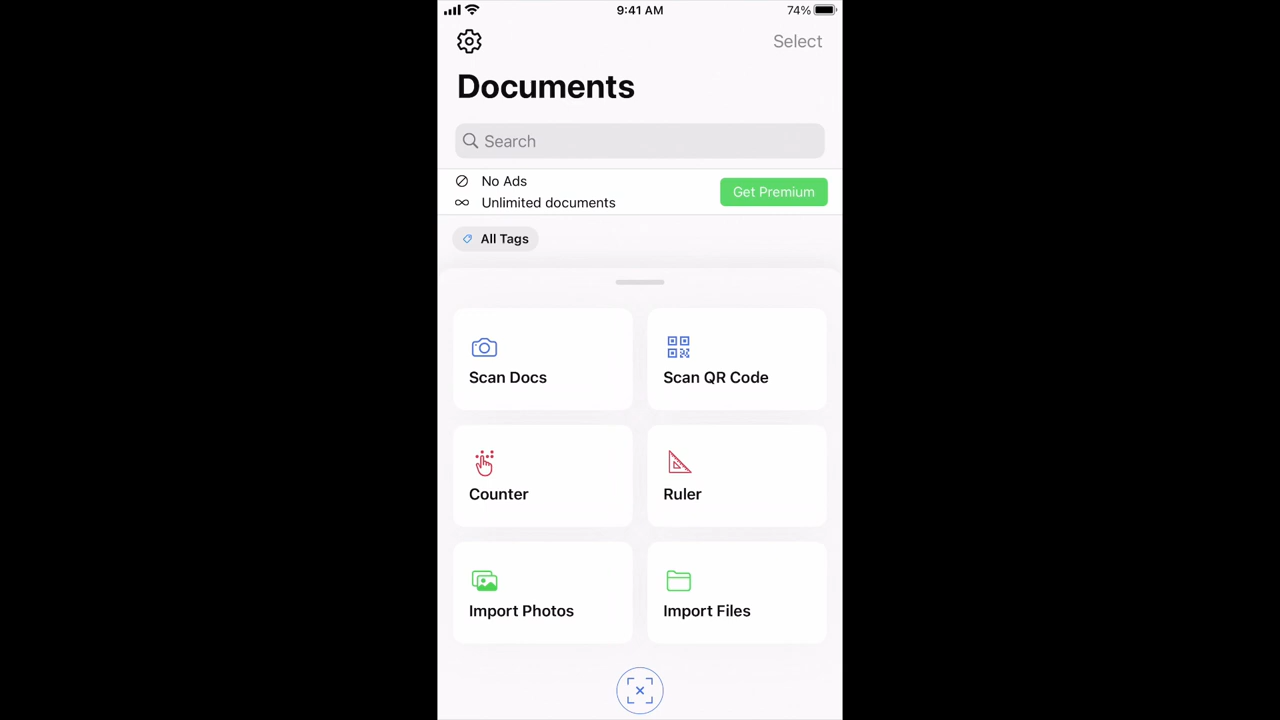 9:41 AM
74%
Select
Documents
Search
No Ads
Unlimited documents
Get Premium
All Tags
Scan Docs
Scan QR Code
Counter
Ruler
Import Photos
Import Files